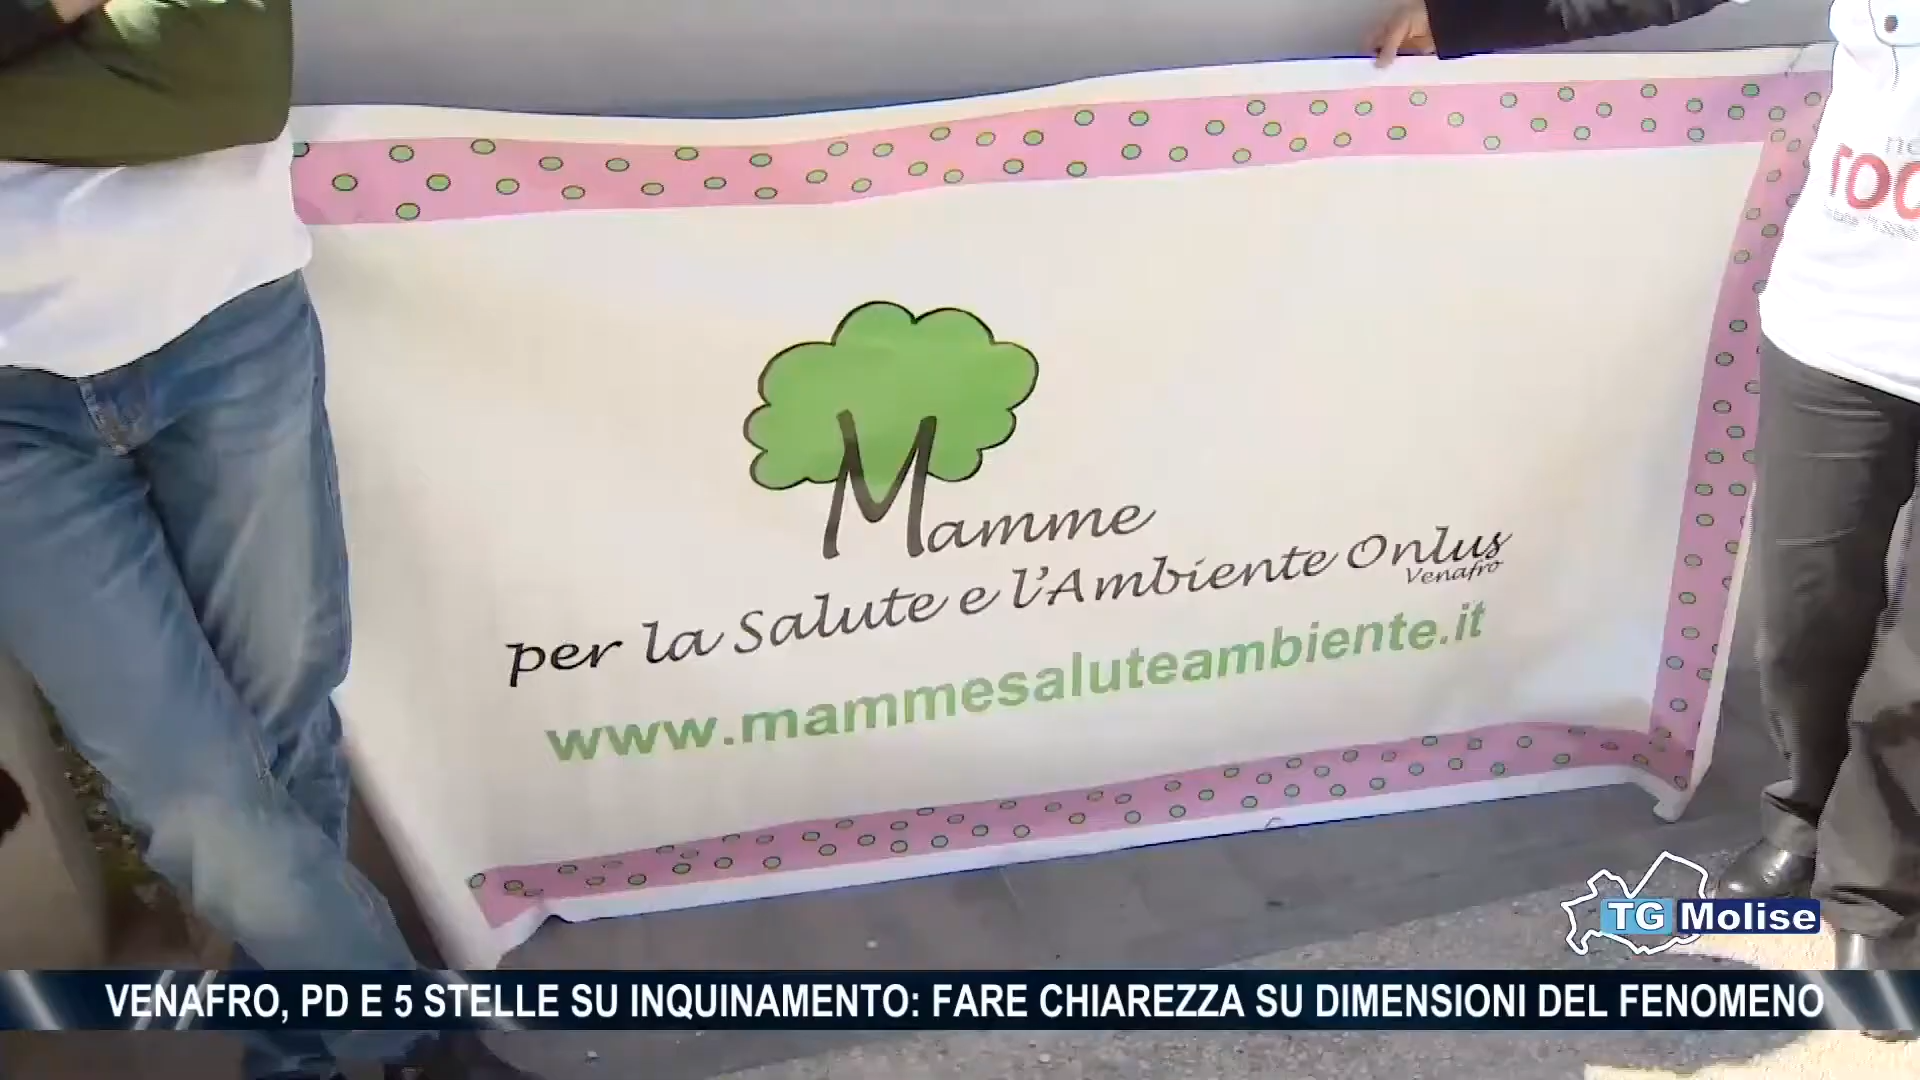 Mamme
per la Salute e l'Ambiente Onlus
Venafro
www.mammesaluteambiente.it
TG Molise
VENAFRO, PD E 5 STELLE SU INQUINAMENTO: FARE CHIAREZZA SU DIMENSIONI DEL FENOMENO